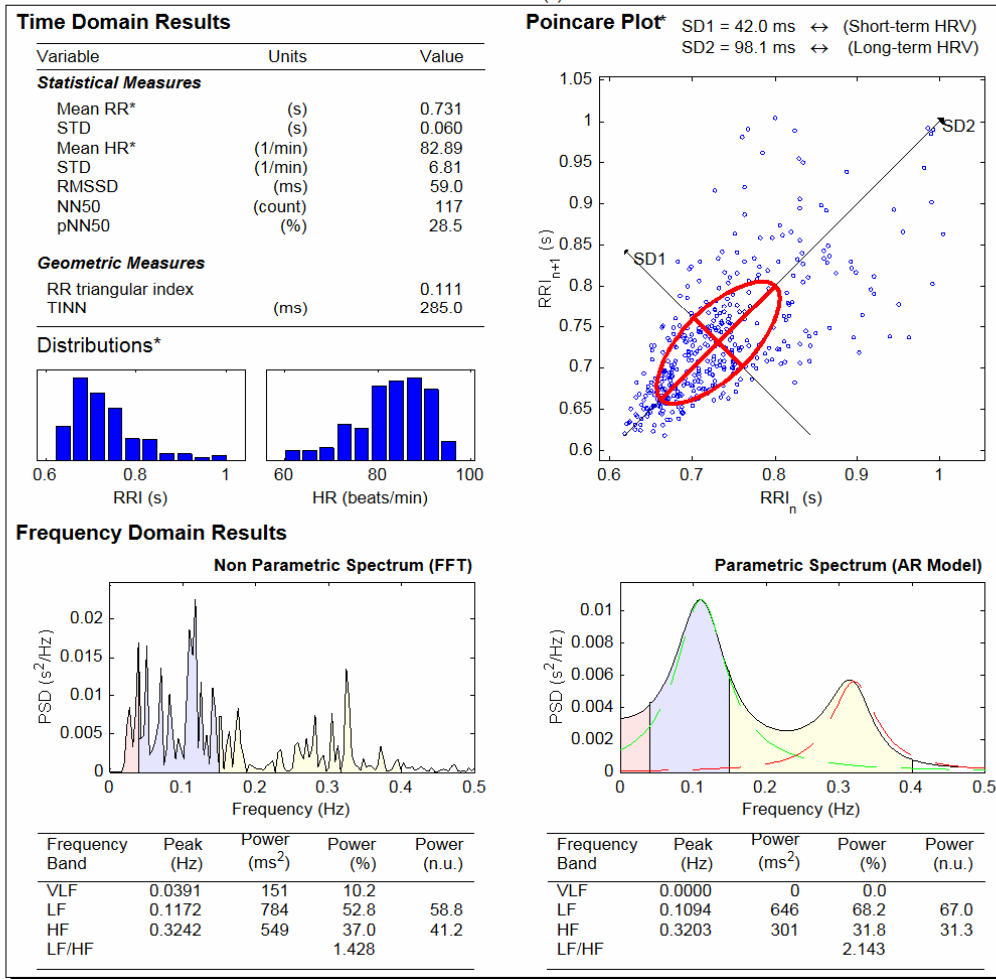 Time Domain Results
Variable Units Value
Statistical Measures
Mean RR* (s) 0.731
STD (s) 0.060
Mean HR* (1/min) 82.89
STD (1/min) 6.81
RMSSD (ms) 59.0
NN50 (count) 117
pNN50 (%) 28.5
Geometric Measures
RR triangular index 0.111
TINN (ms) 285.0
Distributions*
0.6 0.8 1
RRI (s)
60 80 100
HR (beats/min)
Poincare Plot*
SD1 = 42.0 ms ↔ (Short-term HRV)
SD2 = 98.1 ms ↔ (Long-term HRV)
1.05
1
0.95
0.9
0.85
0.8
0.75
0.7
0.65
0.6
RRIn+1 (s)
SD1
SD2
0.6 0.7 0.8 0.9 1
RRIn (s)
Frequency Domain Results
Non Parametric Spectrum (FFT)
0.02
0.015
0.01
0.005
0
PSD (s²/Hz)
0 0.1 0.2 0.3 0.4 0.5
Frequency (Hz)
Frequency Band Peak (Hz) Power (ms²) Power (%) Power (n.u.)
VLF 0.0391 151 10.2
LF 0.1172 784 52.8 58.8
HF 0.3242 549 37.0 41.2
LF/HF 1.428
Parametric Spectrum (AR Model)
0.01
0.008
0.006
0.004
0.002
0
PSD (s²/Hz)
0 0.1 0.2 0.3 0.4 0.5
Frequency (Hz)
Frequency Band Peak (Hz) Power (ms²) Power (%) Power (n.u.)
VLF 0.0000 0 0.0
LF 0.1094 646 68.2 67.0
HF 0.3203 301 31.8 31.3
LF/HF 2.143